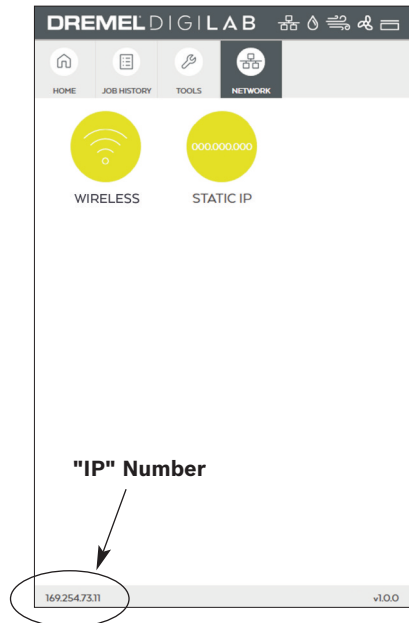 DREMEL DIGILAB
HOME JOB HISTORY TOOLS NETWORK
000.000.000
WIRELESS STATIC IP
"IP" Number
169.254.73.11 v1.0.0